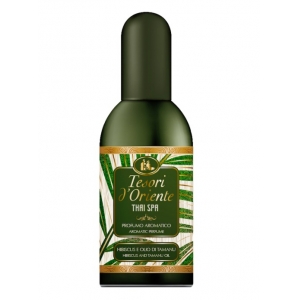 Tesori
d'Oriente
THAI SPA
PROFUMO AROMATICO
AROMATIC PERFUME
HIBISCUS E OLIO DI TAMANU
HIBISCUS AND TAMANU OIL